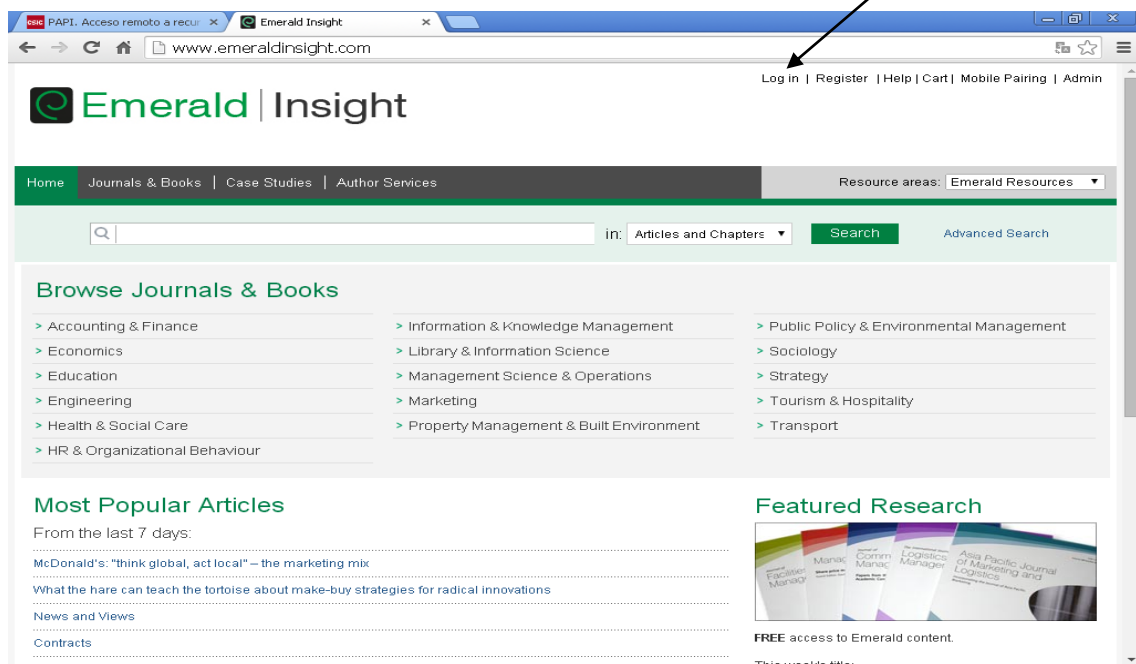 PAPI. Acceso remoto a recur
Emerald Insight
www.emeraldinsight.com
Log in | Register | Help | Cart | Mobile Pairing | Admin
Emerald | Insight
Home Journals & Books | Case Studies | Author Services Resource areas: Emerald Resources
in: Articles and Chapters Search Advanced Search
Browse Journals & Books
> Accounting & Finance > Information & Knowledge Management > Public Policy & Environmental Management
> Economics > Library & Information Science > Sociology
> Education > Management Science & Operations > Strategy
> Engineering > Marketing > Tourism & Hospitality
> Health & Social Care > Property Management & Built Environment > Transport
> HR & Organizational Behaviour
Most Popular Articles
From the last 7 days:
McDonald's: "think global, act local" – the marketing mix
What the hare can teach the tortoise about make-buy strategies for radical innovations
News and Views
Contracts
Featured Research
Asia Pacific Journal
of Marketing and
Logistics
FREE access to Emerald content.
This week's title: